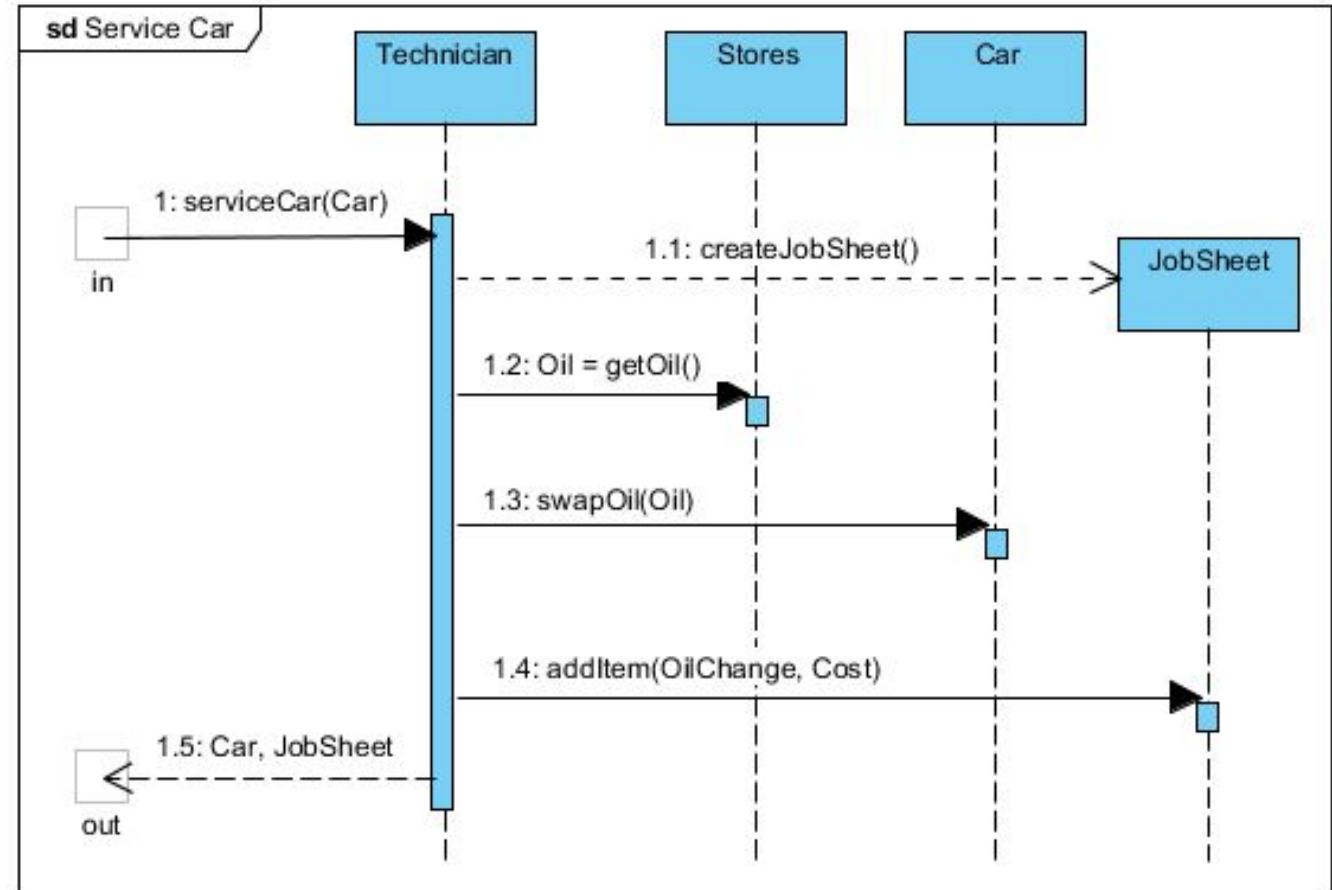 sd Service Car
Technician
Stores
Car
1: serviceCar(Car)
in
1.1: createJobSheet()
JobSheet
1.2: Oil = getOil()
1.3: swapOil(Oil)
1.4: addItem(OilChange, Cost)
1.5: Car, JobSheet
out